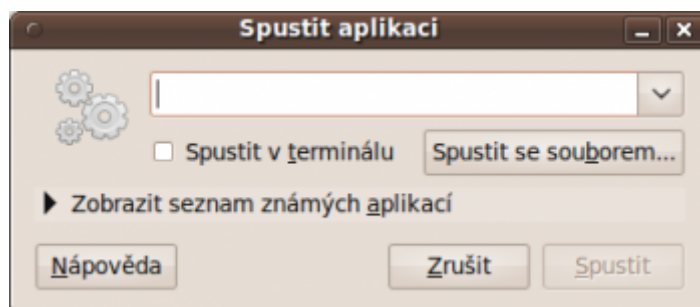 Spustit aplikaci
Spustit v terminálu
Spustit se souborem...
Zobrazit seznam známých aplikací
Nápověda
Zrušit
Spustit